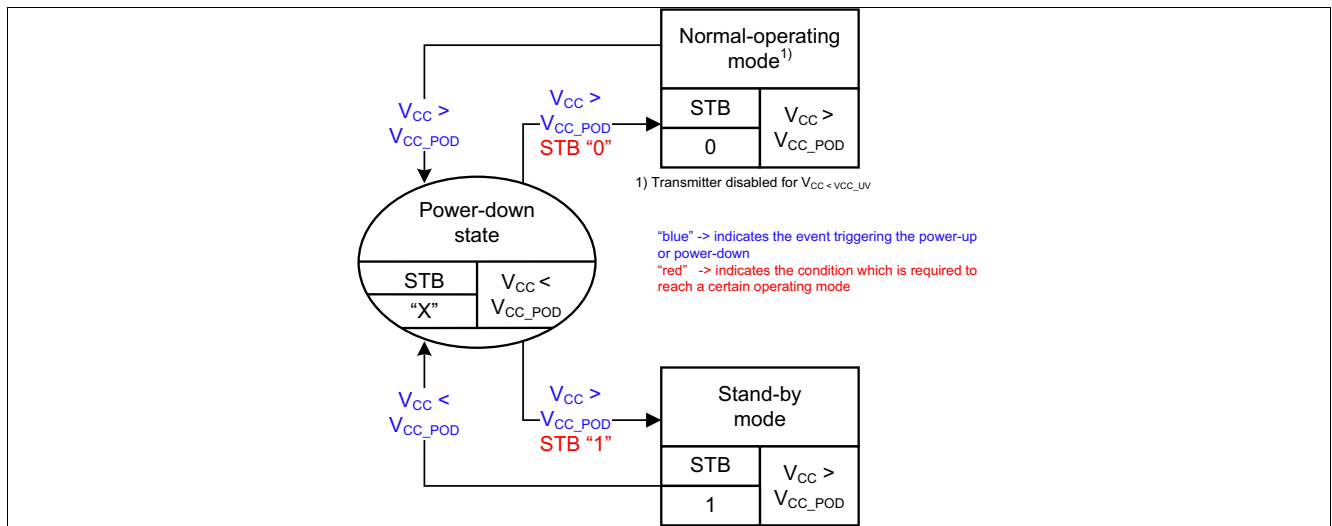 Normal-operating
mode1)
STB
0
VCC >
VCC_POD
1) Transmitter disabled for VCC < VCC_UV
VCC >
VCC_POD
VCC >
VCC_POD
STB “0”
Power-down
state
STB
“X”
VCC <
VCC_POD
“blue” -> indicates the event triggering the power-up
or power-down
“red” -> indicates the condition which is required to
reach a certain operating mode
VCC <
VCC_POD
VCC >
VCC_POD
STB “1”
Stand-by
mode
STB
1
VCC >
VCC_POD